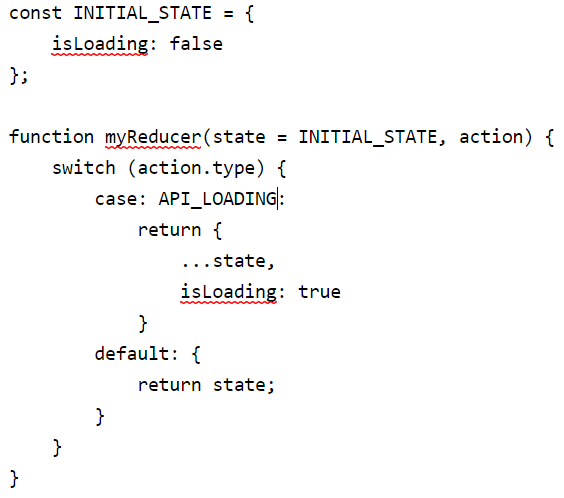 const INITIAL_STATE = {
    isLoading: false
};

function myReducer(state = INITIAL_STATE, action) {
    switch (action.type) {
        case: API_LOADING:
            return {
                ...state,
                isLoading: true
            }
        default: {
            return state;
        }
    }
}